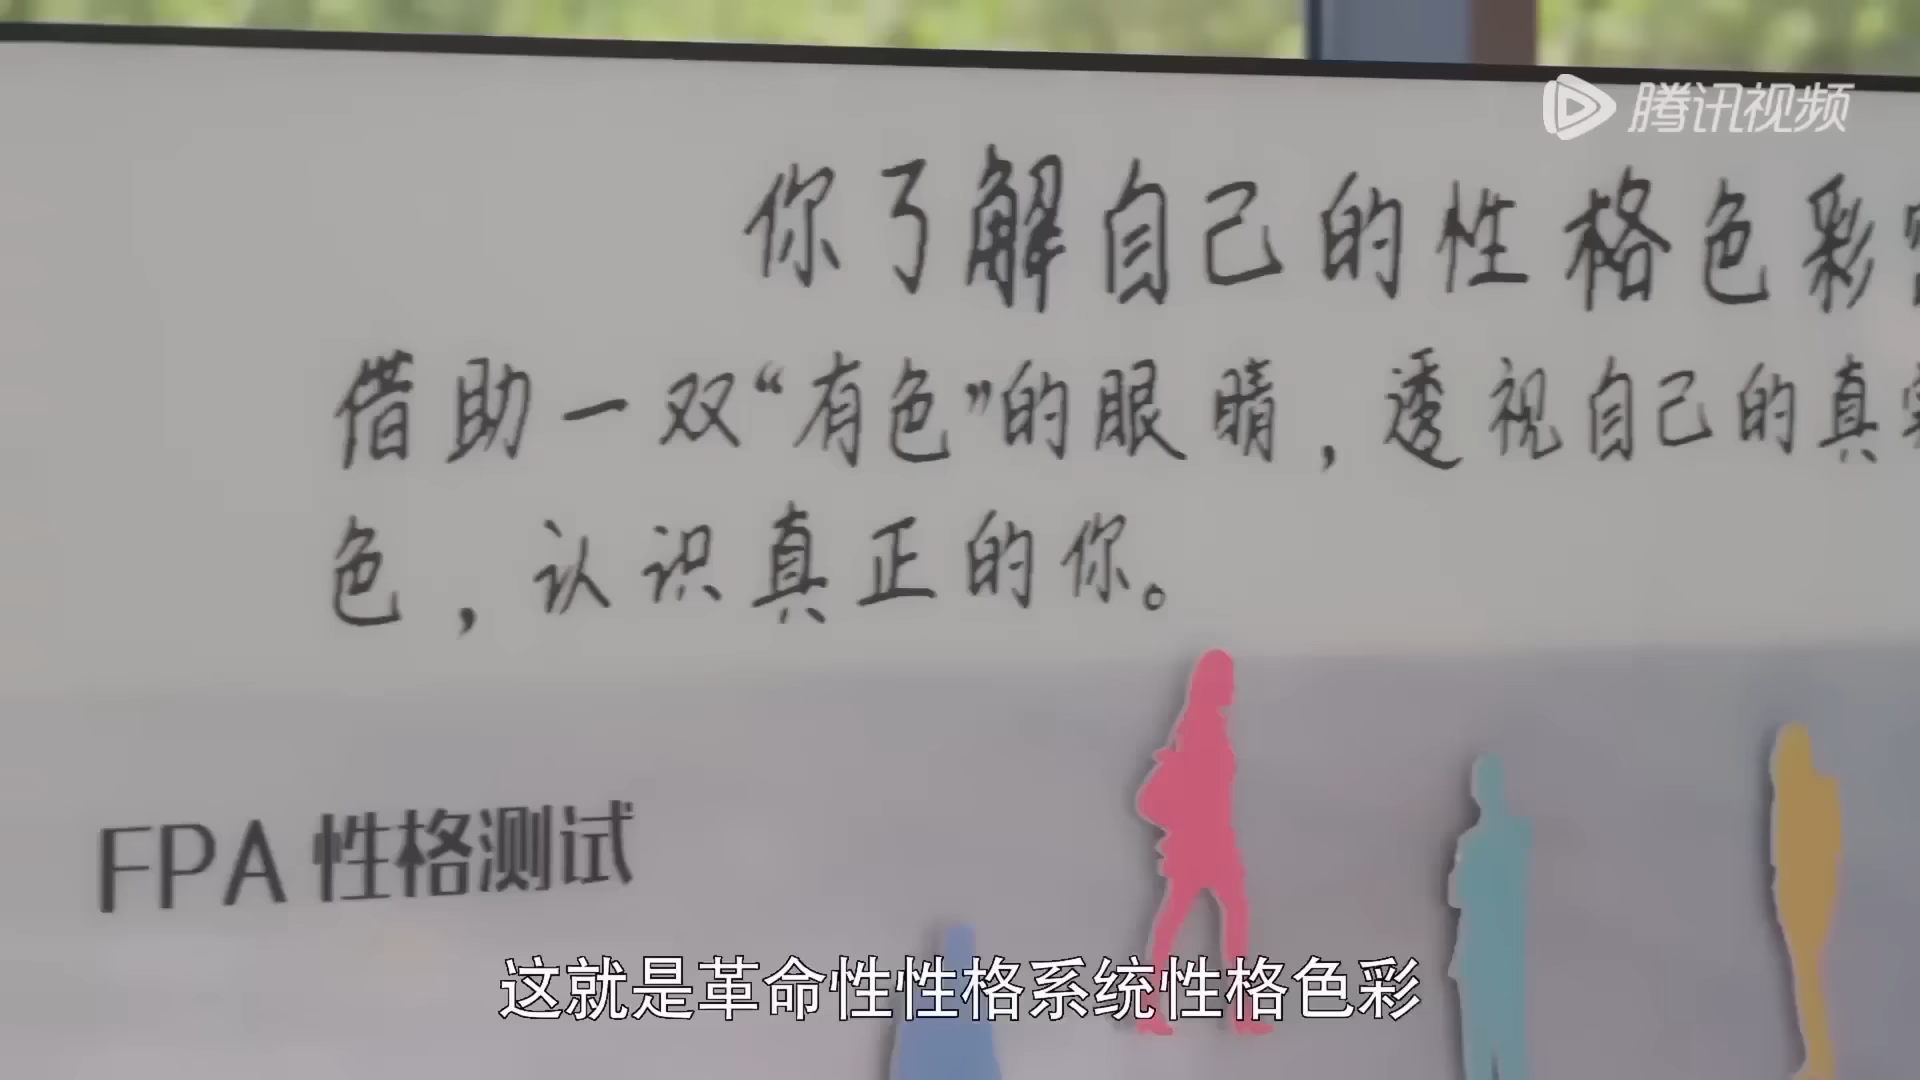 腾讯视频
你了解自己的性格色彩
借助一双“有色”的眼睛，透视自己的真
色，认识真正的你。
FPA 性格测试
这就是革命性性格系统性格色彩